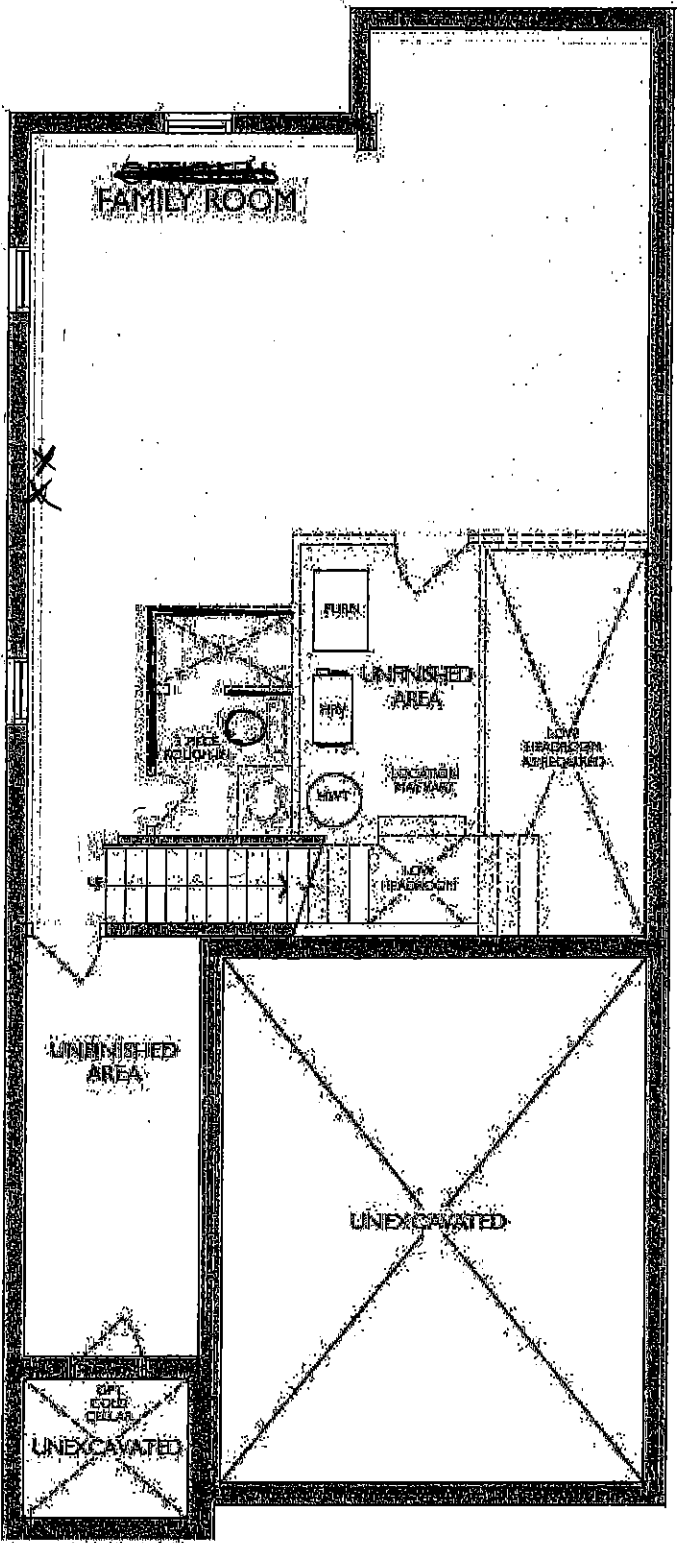 FAMILY ROOM
FURN
UNFINISHED
AREA
HRV
3 PIECE
ROUGH-IN
LOW
HEADROOM
AS REQUIRED
LOCATION
MAY VARY
HWT
LOW
HEADROOM
UP
UNFINISHED
AREA
UNEXCAVATED
OPT.
COLD
CELLAR
UNEXCAVATED